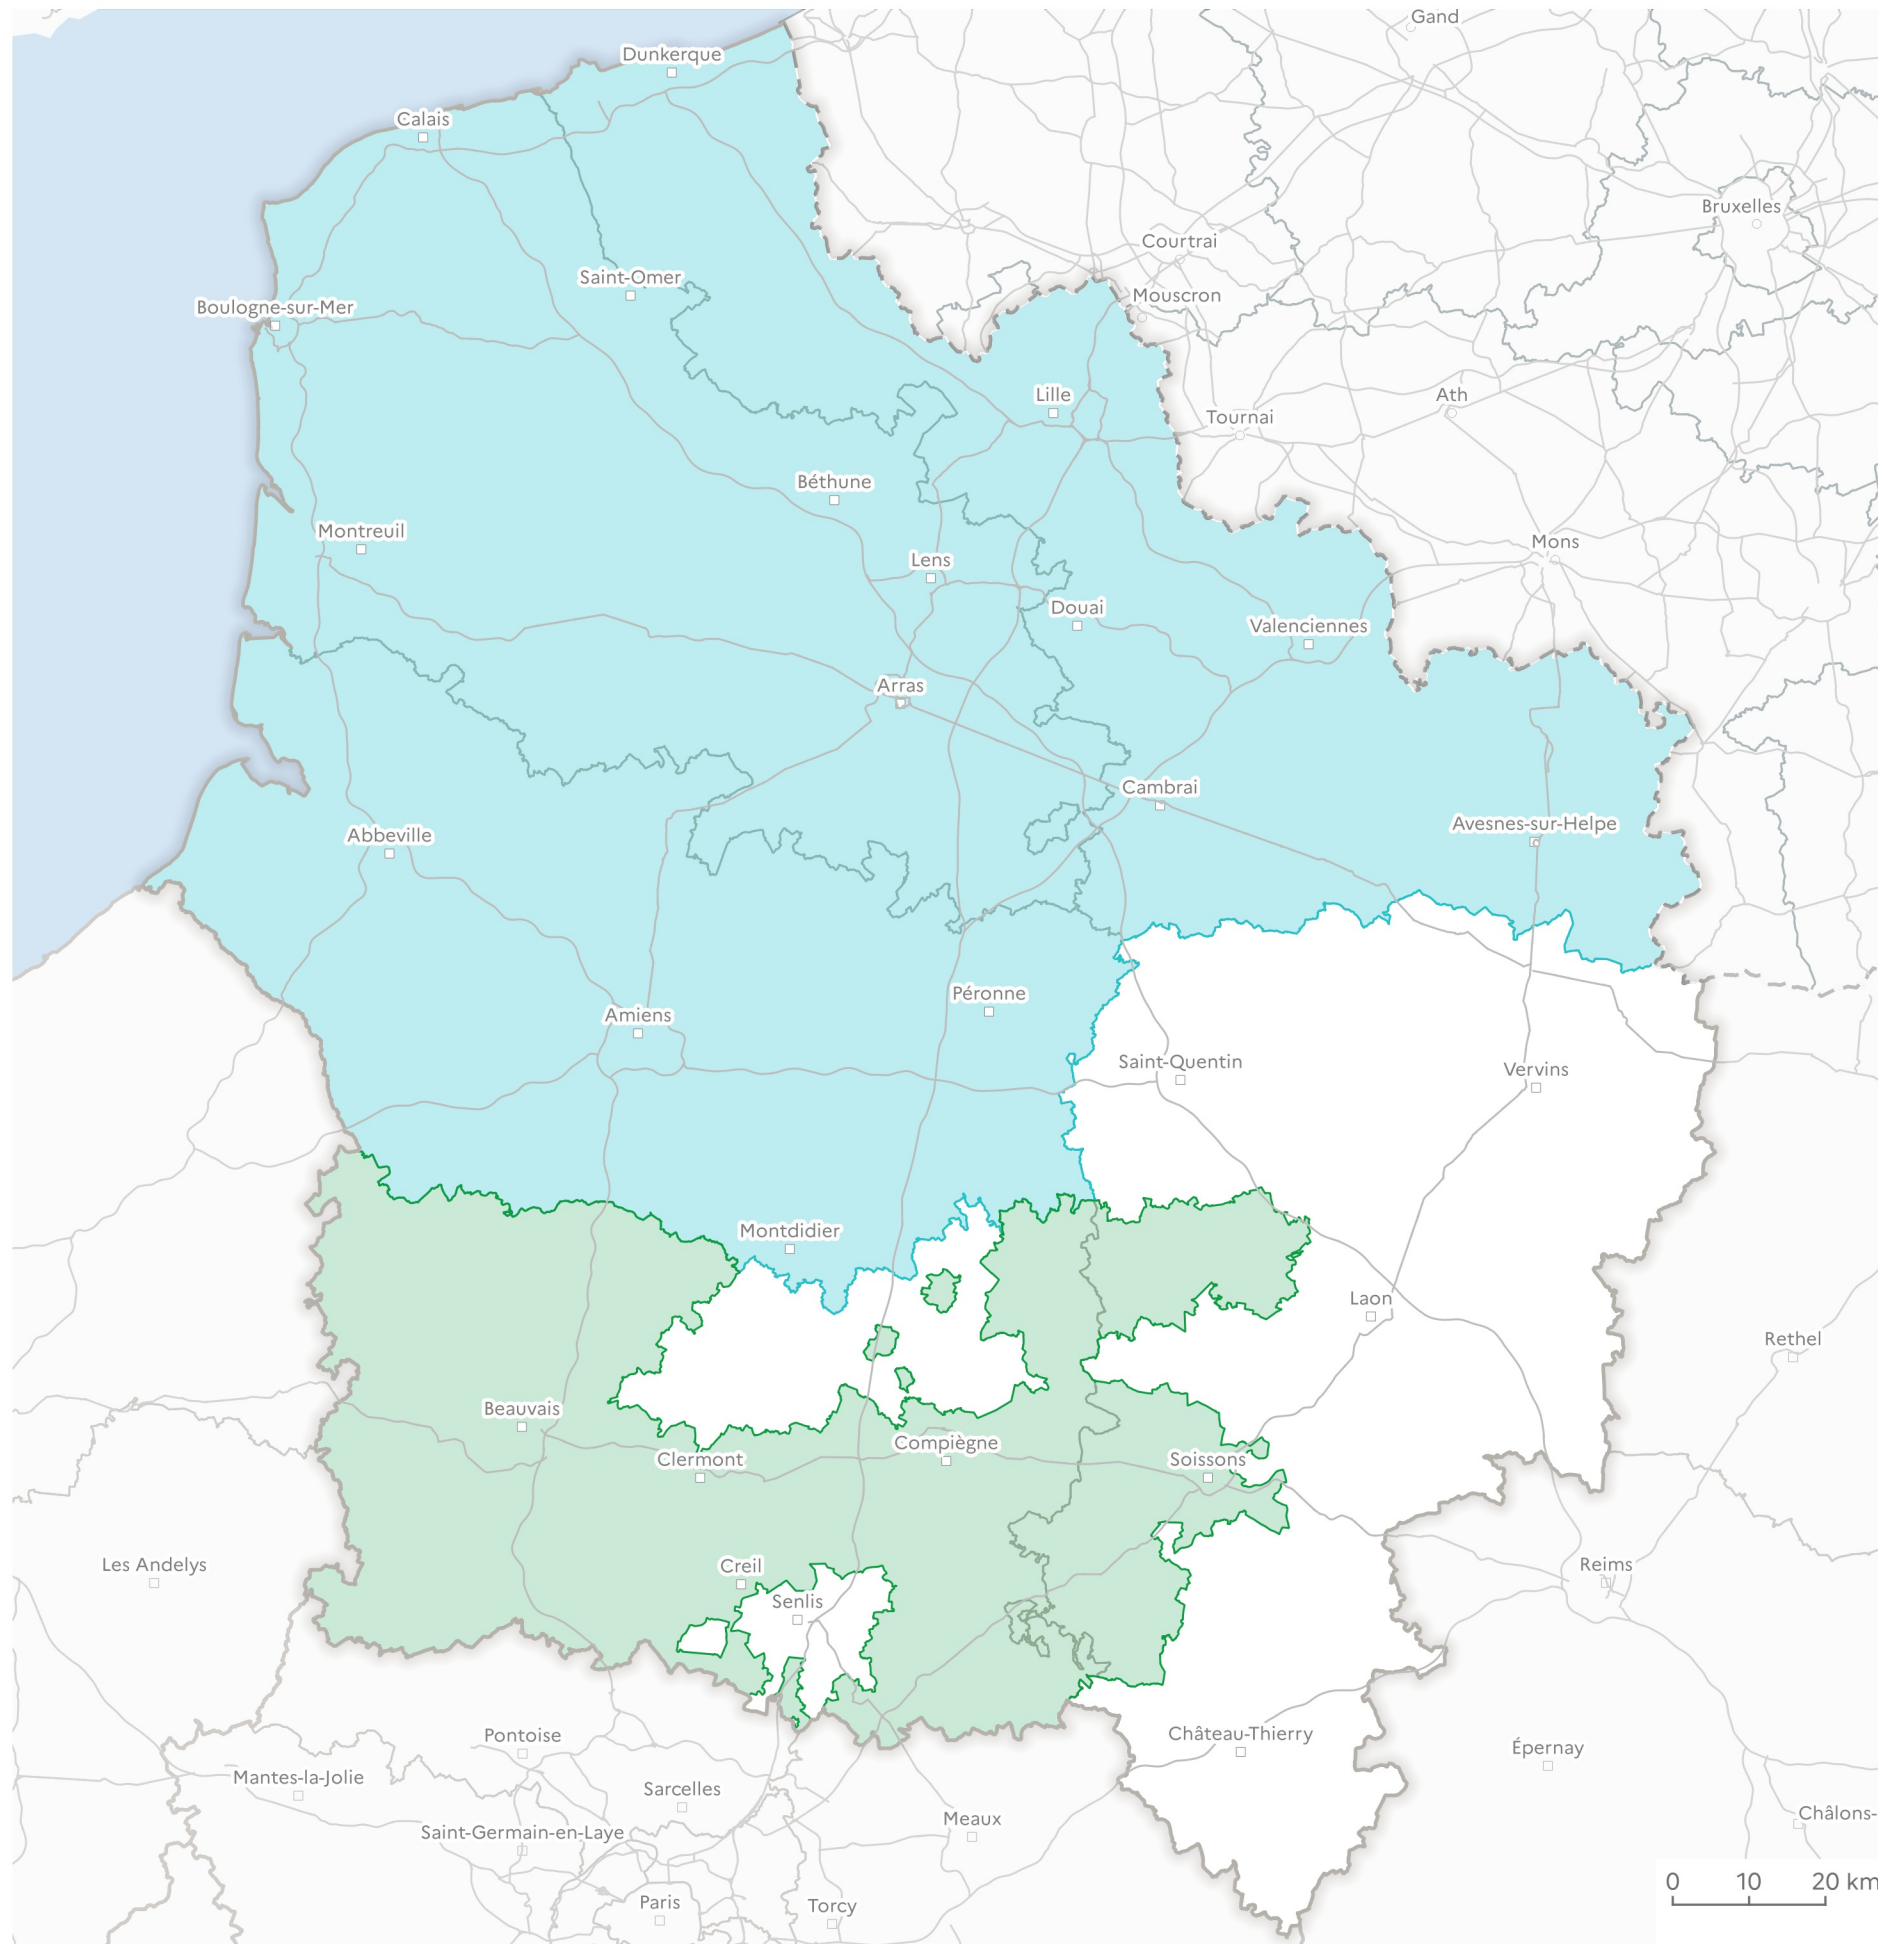 Gand
Dunkerque
Calais
Bruxelles
Courtrai
Saint-Omer
Mouscron
Boulogne-sur-Mer
Lille
Ath
Tournai
Béthune
Montreuil
Mons
Lens
Douai
Valenciennes
Arras
Cambrai
Avesnes-sur-Helpe
Abbeville
Péronne
Amiens
Saint-Quentin
Vervins
Montdidier
Laon
Rethel
Beauvais
Compiègne
Clermont
Soissons
Les Andelys
Creil
Reims
Senlis
Château-Thierry
Pontoise
Épernay
Mantes-la-Jolie
Sarcelles
Châlons-
Meaux
Saint-Germain-en-Laye
0 10 20 km
Paris
Torcy